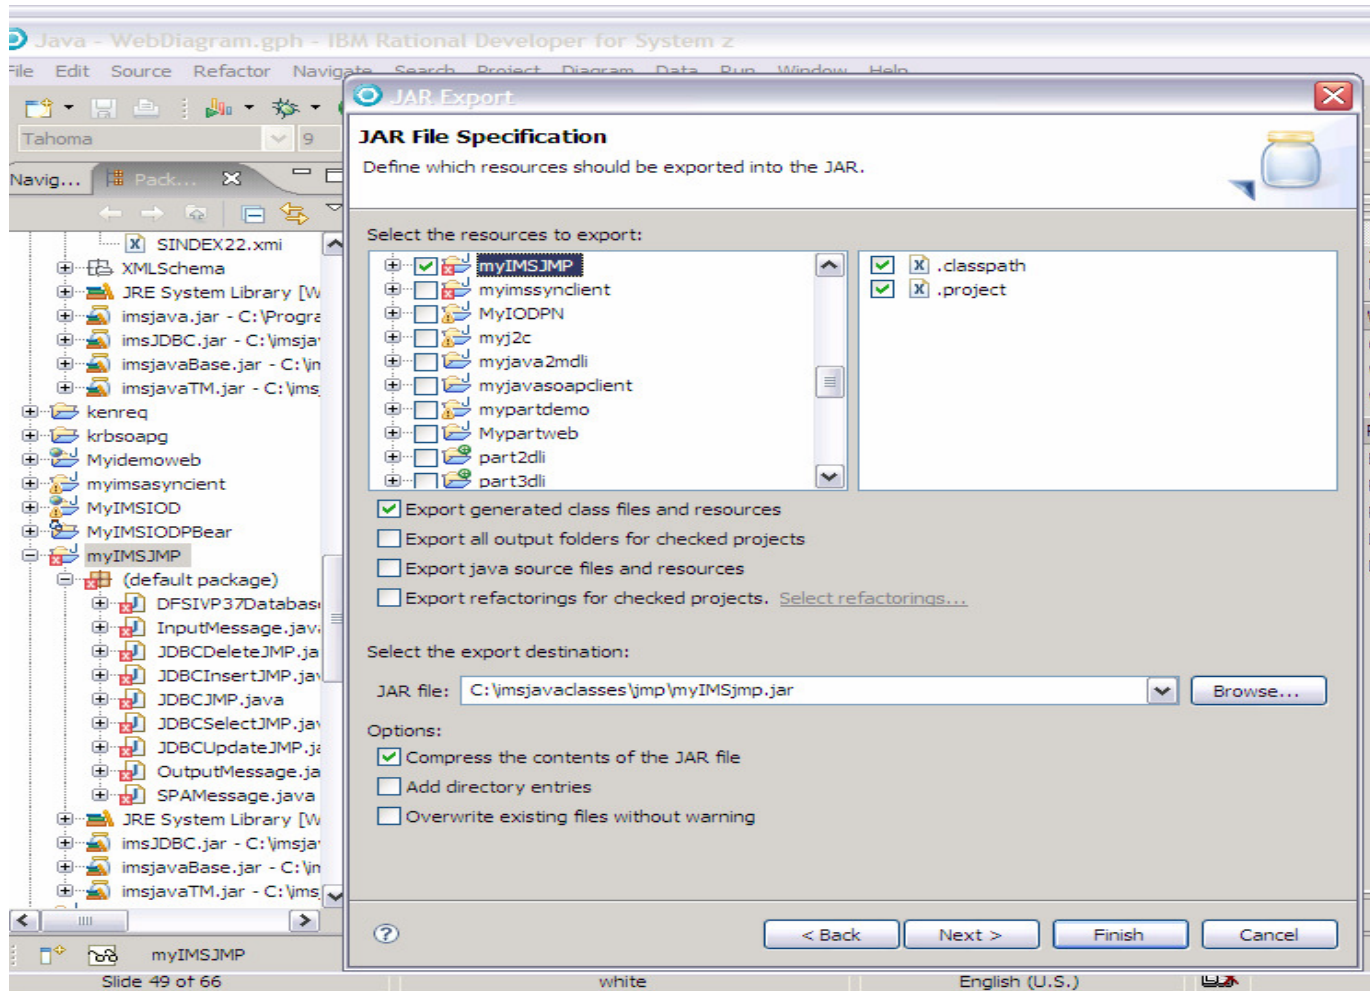 Java - WebDiagram.gph - IBM Rational Developer for System z
File Edit Source Refactor Navigate Search Project Diagram Data Run Window Help
Tahoma 9
Navig... Pack...
SINDEX22.xmi
XMLSchema
JRE System Library [W
imsjava.jar - C:\Progra
imsJDBC.jar - C:\imsja
imsjavaBase.jar - C:\im
imsjavaTM.jar - C:\ims
kenreq
krbsoapg
Myidemoweb
myimsasyncient
MyIMSIOD
MyIMSIODPBear
myIMSJMP
(default package)
DFSIVP37Databas
InputMessage.jav
JDBCDeleteJMP.ja
JDBCInsertJMP.jav
JDBCJMP.java
JDBCSelectJMP.jav
JDBCUpdateJMP.ja
OutputMessage.ja
SPAMessage.java
JRE System Library [W
imsJDBC.jar - C:\imsja
imsjavaBase.jar - C:\im
imsjavaTM.jar - C:\ims
myIMSJMP
JAR Export
JAR File Specification
Define which resources should be exported into the JAR.
Select the resources to export:
myIMSJMP
myimssynclient
MyIODPN
myj2c
myjava2mdli
myjavasoapclient
mypartdemo
Mypartweb
part2dli
part3dli
.classpath
.project
Export generated class files and resources
Export all output folders for checked projects
Export java source files and resources
Export refactorings for checked projects. Select refactorings...
Select the export destination:
JAR file: C:\imsjavaclasses\jmp\myIMSjmp.jar Browse...
Options:
Compress the contents of the JAR file
Add directory entries
Overwrite existing files without warning
< Back Next > Finish Cancel
Slide 49 of 66 white English (U.S.)